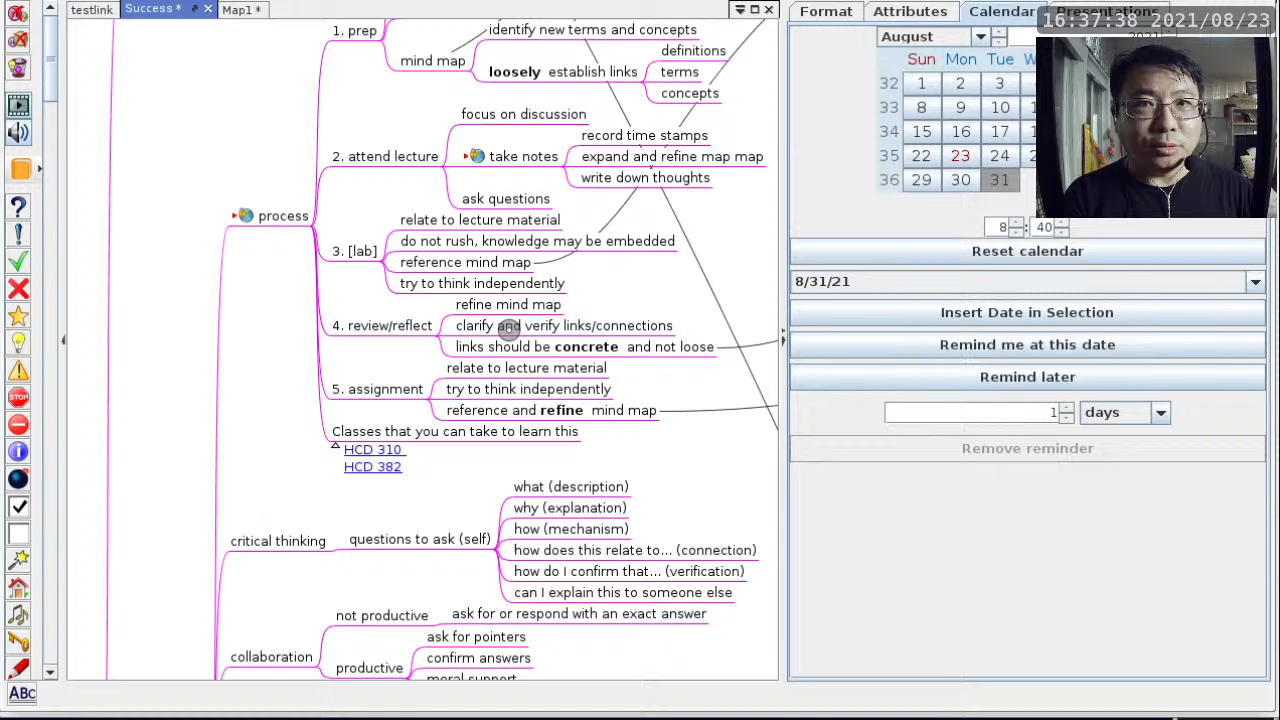 testlink
Success *
Map1 *
Format
Attributes
Calendar
Presentations
16:37:38 2021/08/23
August
2021
Sun Mon Tue
32 1 2 3
33 8 9 10
34 15 16 17
35 22 23 24
36 29 30 31
8 : 40
Reset calendar
8/31/21
Insert Date in Selection
Remind me at this date
Remind later
1 days
Remove reminder
process
1. prep
mind map
identify new terms and concepts
loosely establish links
definitions
terms
concepts
2. attend lecture
focus on discussion
take notes
record time stamps
expand and refine map map
write down thoughts
ask questions
3. [lab]
relate to lecture material
do not rush, knowledge may be embedded
reference mind map
try to think independently
4. review/reflect
refine mind map
clarify and verify links/connections
links should be concrete and not loose
5. assignment
relate to lecture material
try to think independently
reference and refine mind map
Classes that you can take to learn this
HCD 310
HCD 382
critical thinking
questions to ask (self)
what (description)
why (explanation)
how (mechanism)
how does this relate to... (connection)
how do I confirm that... (verification)
can I explain this to someone else
collaboration
not productive
ask for or respond with an exact answer
productive
ask for pointers
confirm answers
moral support
STOP
ABc